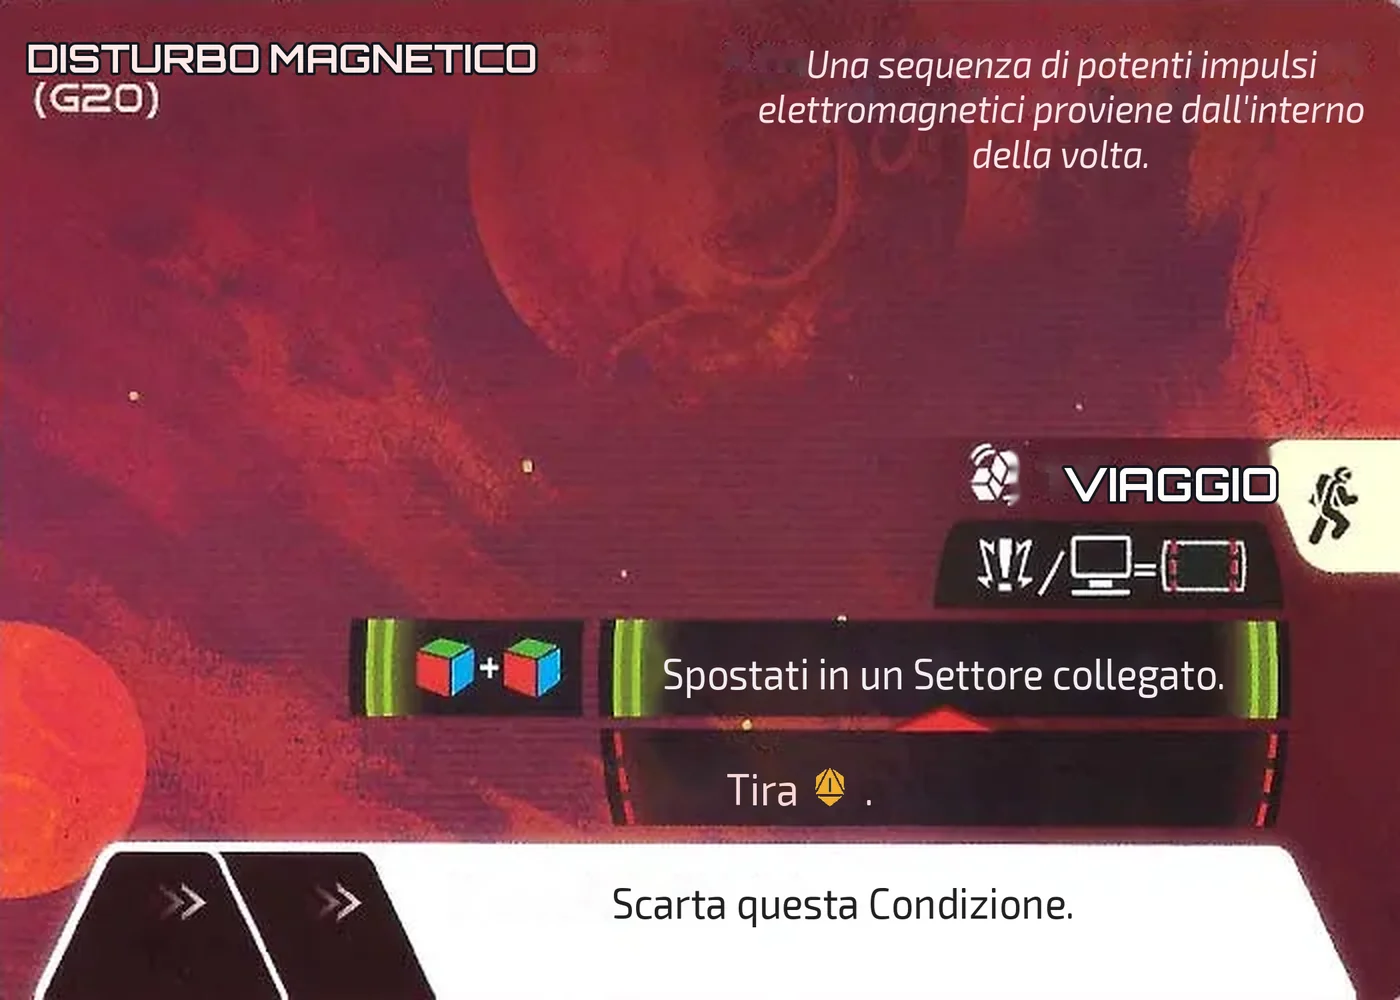 DISTURBO MAGNETICO
(G20)
Una sequenza di potenti impulsi
elettromagnetici proviene dall'interno
della volta.
VIAGGIO
/ =
+
Spostati in un Settore collegato.
Tira .
Scarta questa Condizione.